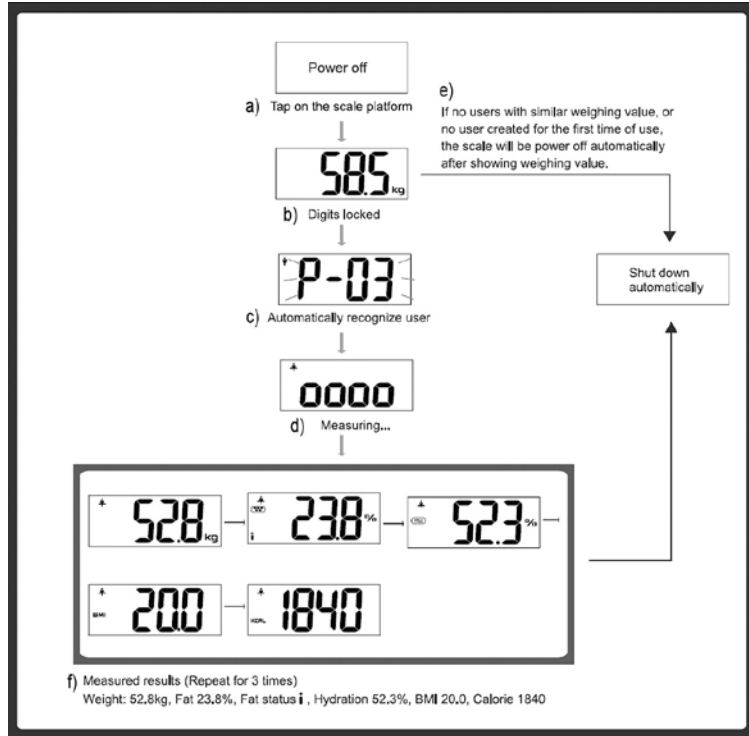 Power off
a) Tap on the scale platform
e)
If no users with similar weighing value, or
no user created for the first time of use,
the scale will be power off automatically
after showing weighing value.
58.5 kg
b) Digits locked
P-03
c) Automatically recognize user
Shut down
automatically
0000
d) Measuring...
52.8 kg
23.8 %
i
52.3 %
BMI 20.0
KCAL 1840
f) Measured results (Repeat for 3 times)
Weight: 52.8kg, Fat 23.8%, Fat status i , Hydration 52.3%, BMI 20.0, Calorie 1840